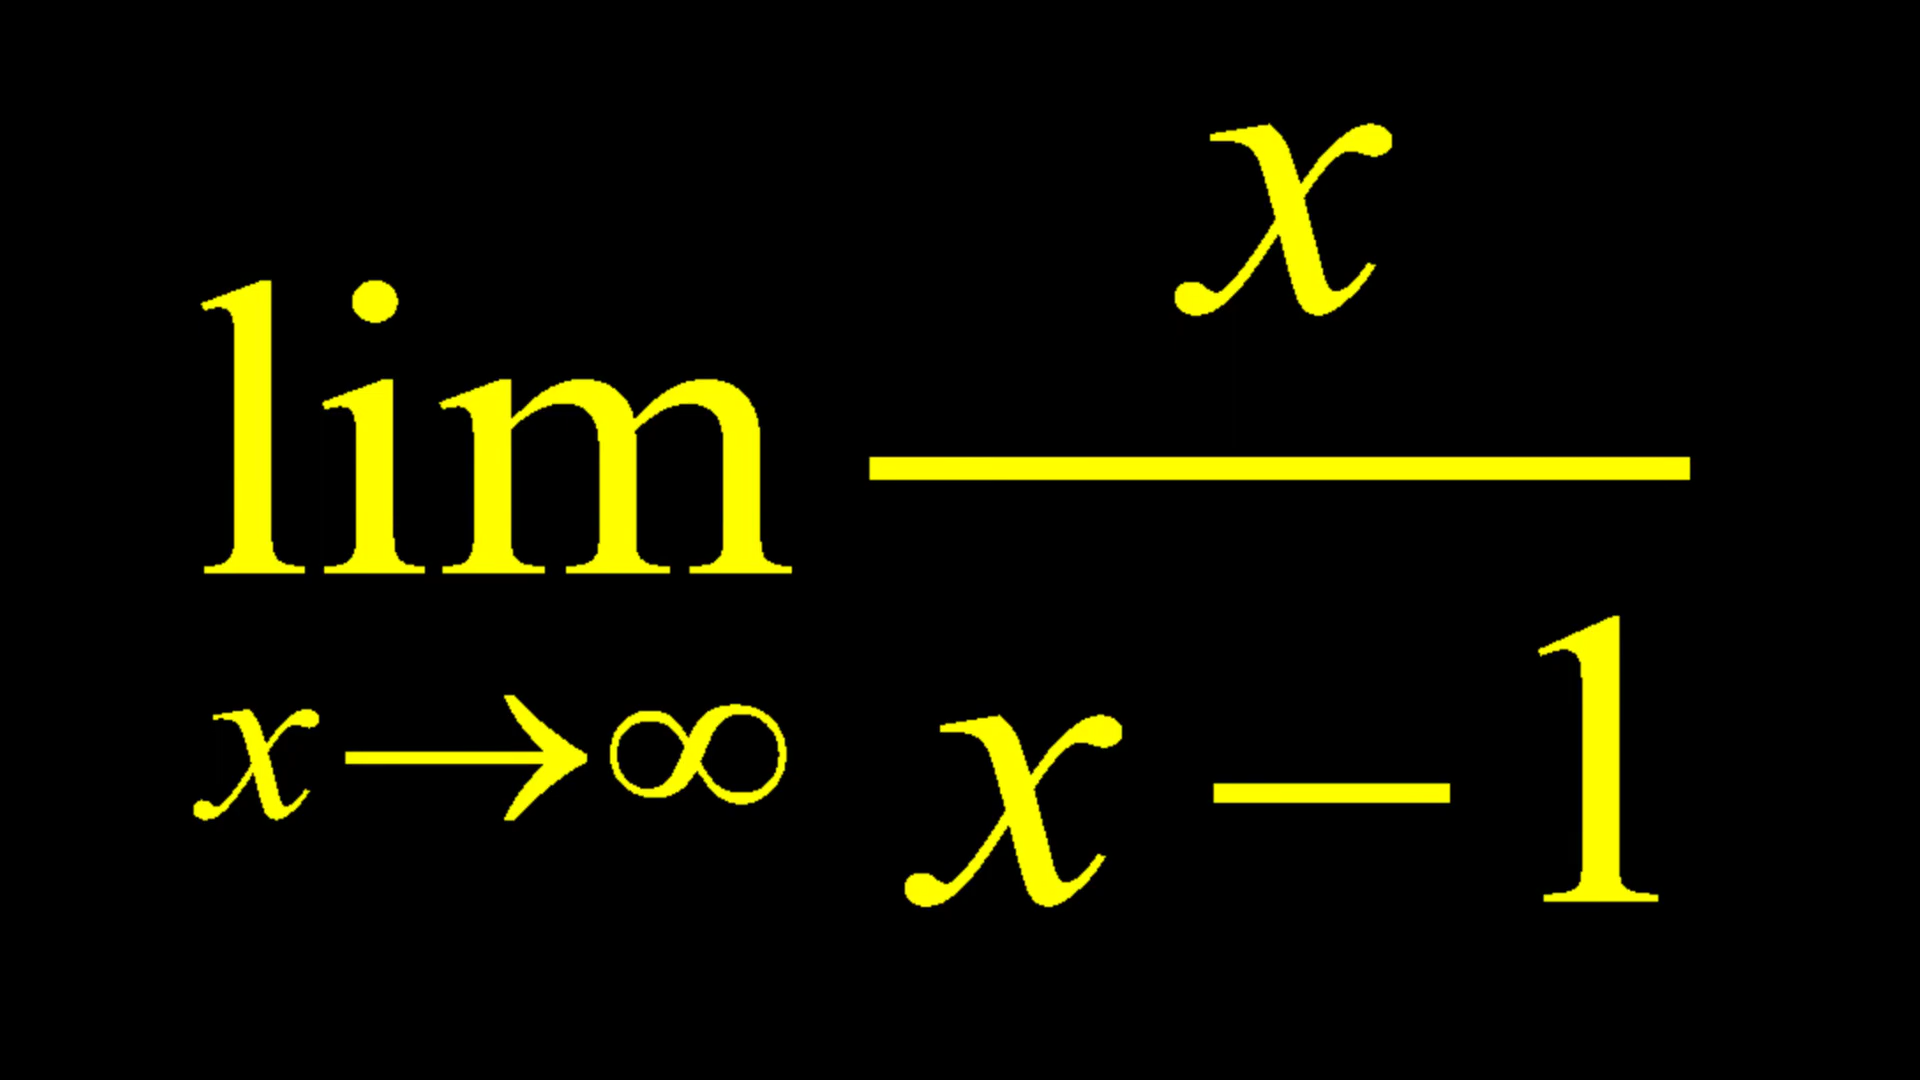 lim x
x→∞ x − 1